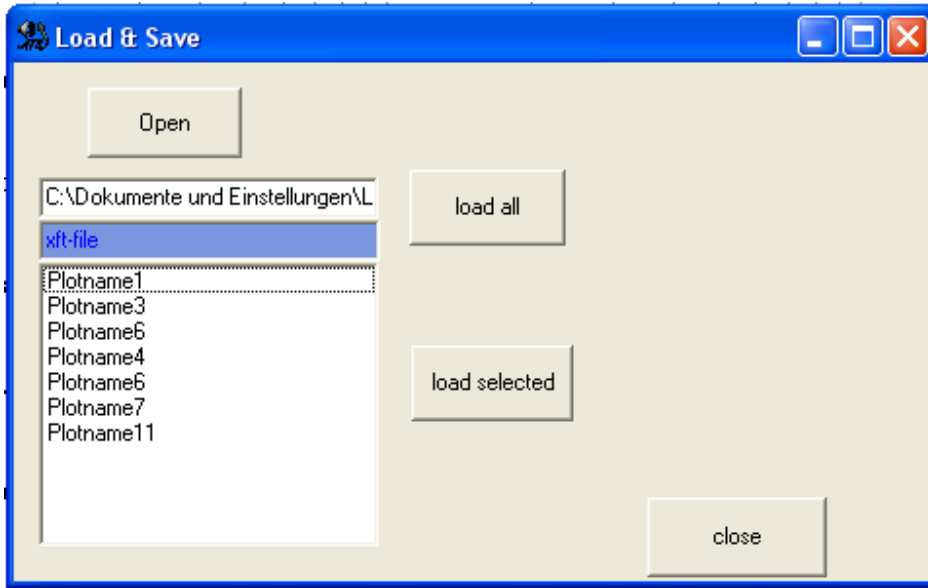 Load & Save
Open
C:\Dokumente und Einstellungen\L
load all
xft-file
Plotname1
Plotname3
Plotname6
Plotname4
Plotname6
Plotname7
Plotname11
load selected
close